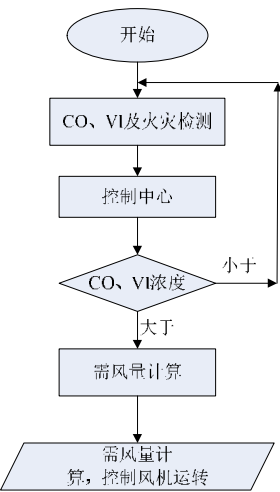 开始
CO、VI及火灾检测
控制中心
CO、VI浓度
小于
大于
需风量计算
需风量计
算，控制风机运转